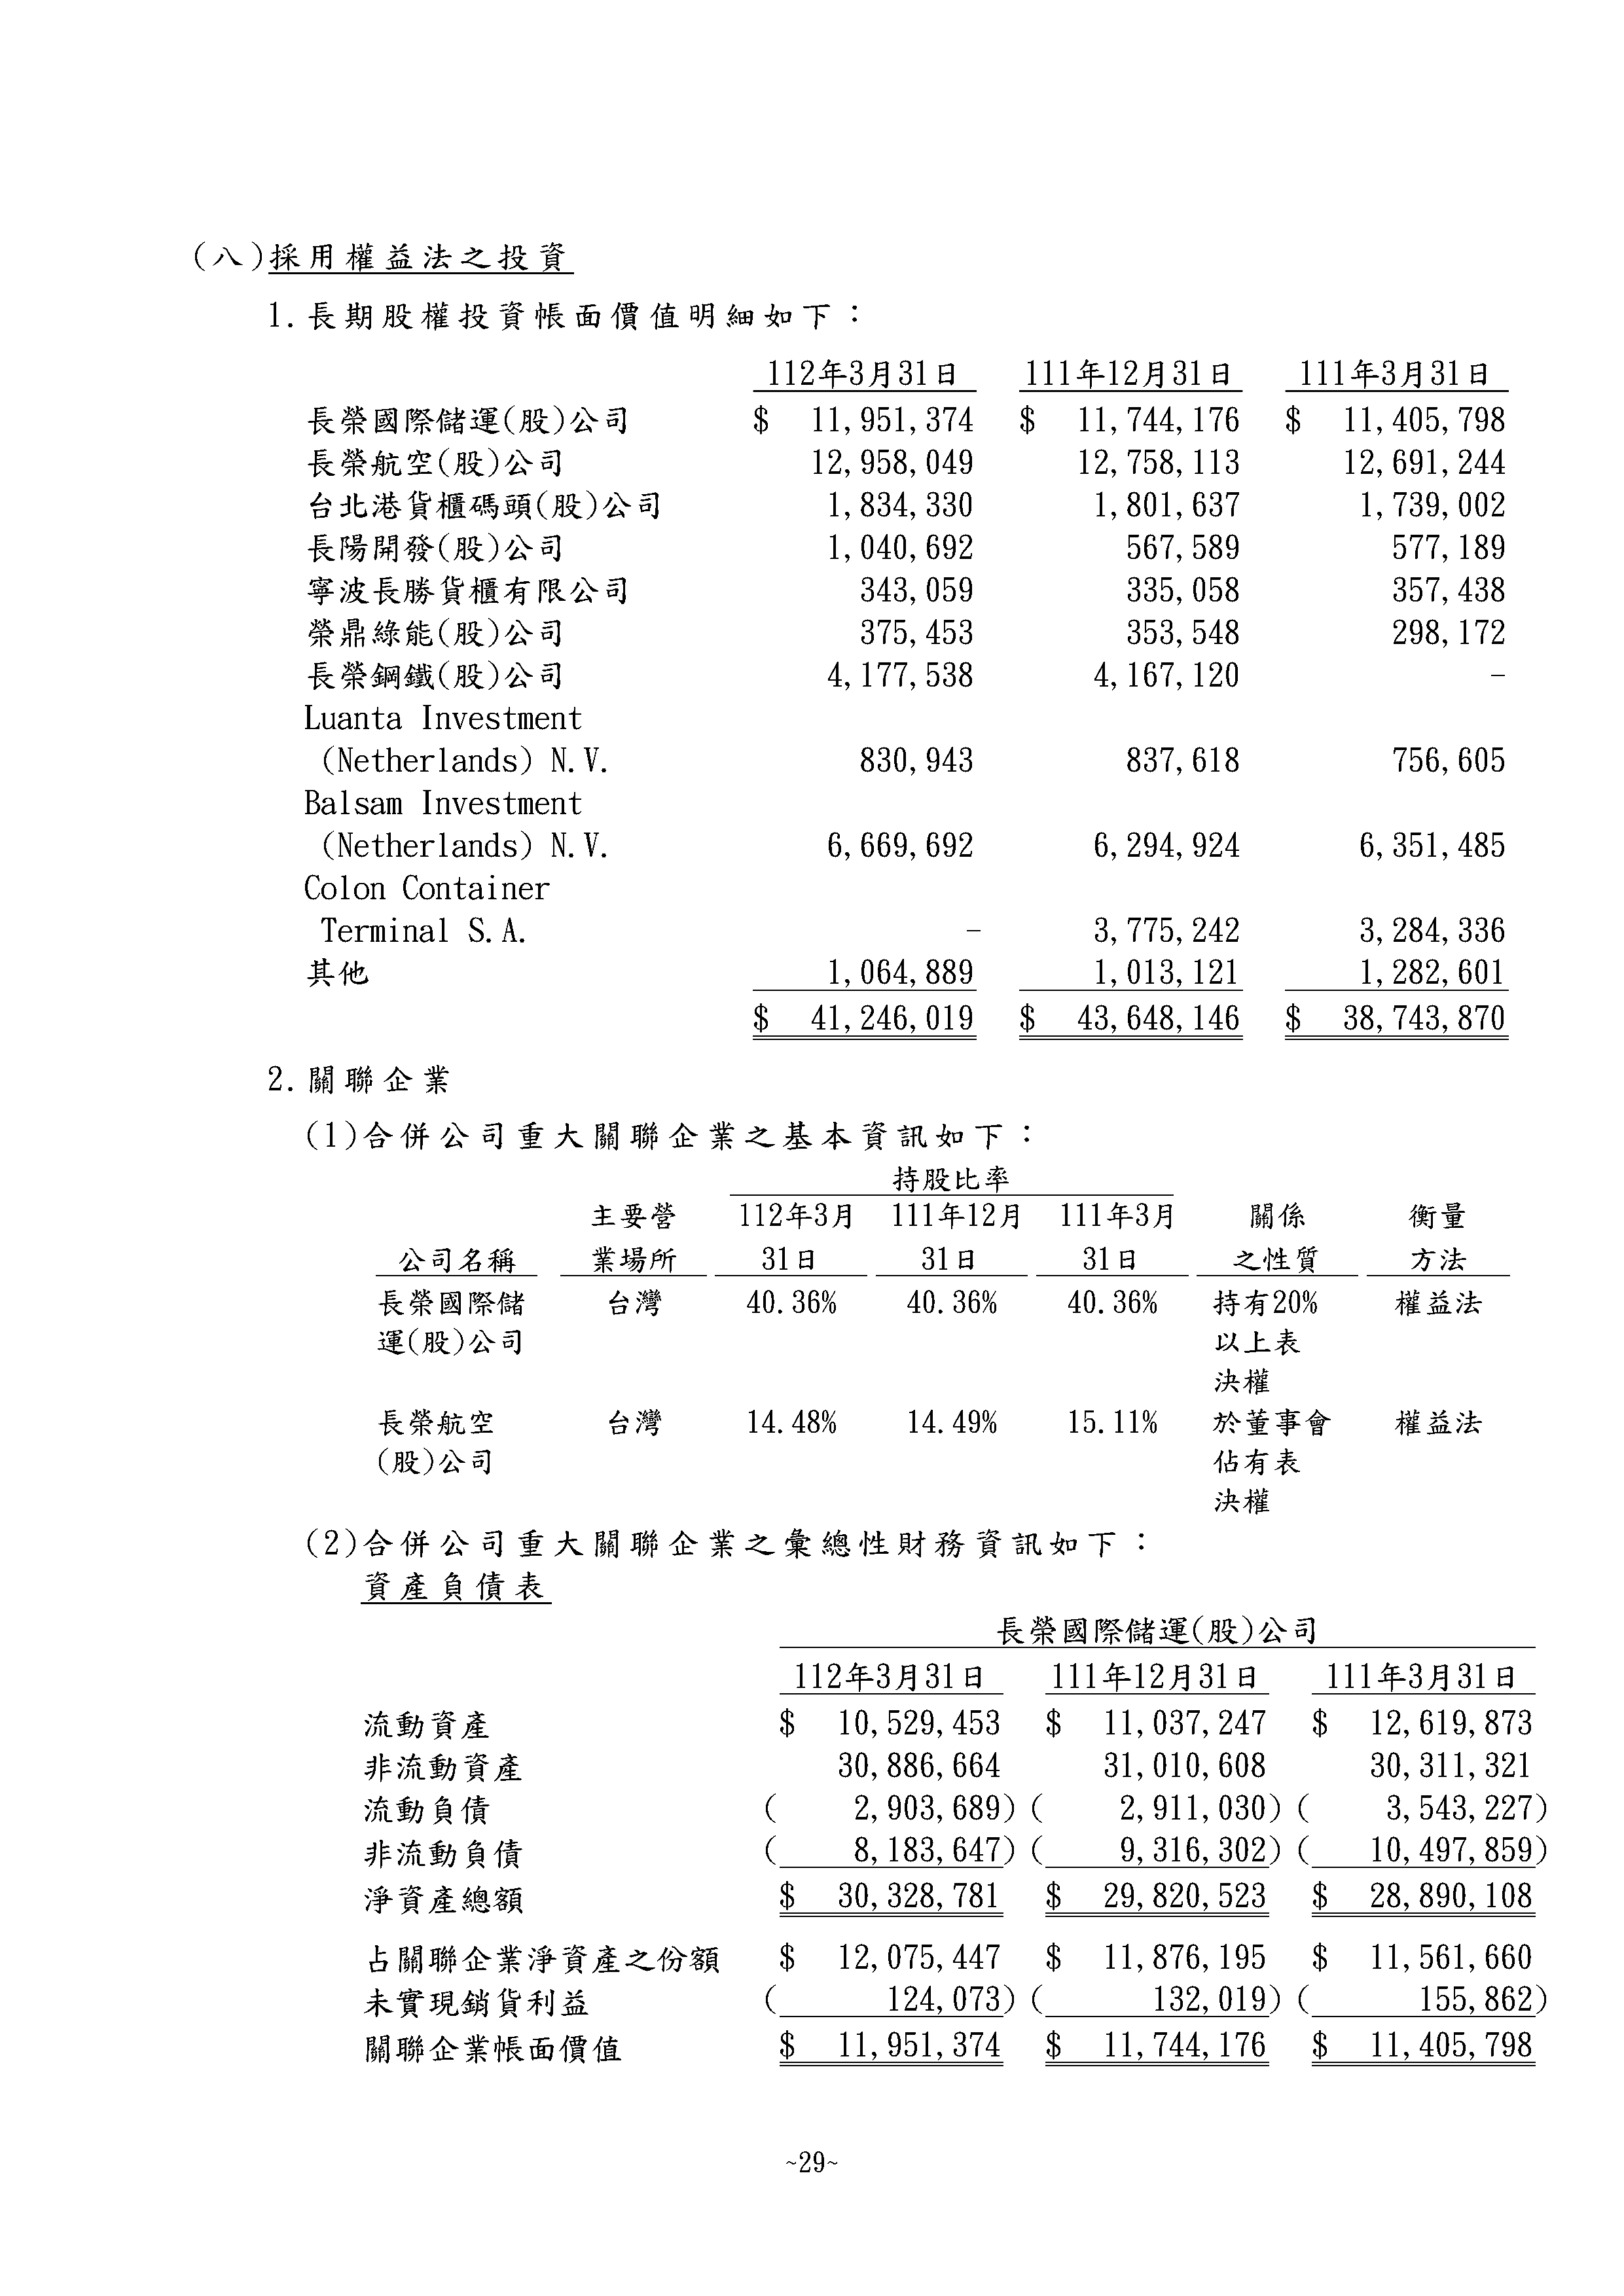 (八)採用權益法之投資
1.長期股權投資帳面價值明細如下：
112年3月31日 111年12月31日 111年3月31日
長榮國際儲運(股)公司 $ 11,951,374 $ 11,744,176 $ 11,405,798
長榮航空(股)公司 12,958,049 12,758,113 12,691,244
台北港貨櫃碼頭(股)公司 1,834,330 1,801,637 1,739,002
長陽開發(股)公司 1,040,692 567,589 577,189
寧波長勝貨櫃有限公司 343,059 335,058 357,438
榮鼎綠能(股)公司 375,453 353,548 298,172
長榮鋼鐵(股)公司 4,177,538 4,167,120 -
Luanta Investment
(Netherlands) N.V. 830,943 837,618 756,605
Balsam Investment
(Netherlands) N.V. 6,669,692 6,294,924 6,351,485
Colon Container
Terminal S.A. - 3,775,242 3,284,336
其他 1,064,889 1,013,121 1,282,601
$ 41,246,019 $ 43,648,146 $ 38,743,870
2.關聯企業
(1)合併公司重大關聯企業之基本資訊如下：
持股比率
主要營 112年3月 111年12月 111年3月 關係 衡量
公司名稱 業場所 31日 31日 31日 之性質 方法
長榮國際儲 台灣 40.36% 40.36% 40.36% 持有20% 權益法
運(股)公司 以上表
決權
長榮航空 台灣 14.48% 14.49% 15.11% 於董事會 權益法
(股)公司 佔有表
決權
(2)合併公司重大關聯企業之彙總性財務資訊如下：
資產負債表
長榮國際儲運(股)公司
112年3月31日 111年12月31日 111年3月31日
流動資產 $ 10,529,453 $ 11,037,247 $ 12,619,873
非流動資產 30,886,664 31,010,608 30,311,321
流動負債 ( 2,903,689) ( 2,911,030) ( 3,543,227)
非流動負債 ( 8,183,647) ( 9,316,302) ( 10,497,859)
淨資產總額 $ 30,328,781 $ 29,820,523 $ 28,890,108
占關聯企業淨資產之份額 $ 12,075,447 $ 11,876,195 $ 11,561,660
未實現銷貨利益 ( 124,073) ( 132,019) ( 155,862)
關聯企業帳面價值 $ 11,951,374 $ 11,744,176 $ 11,405,798
~29~